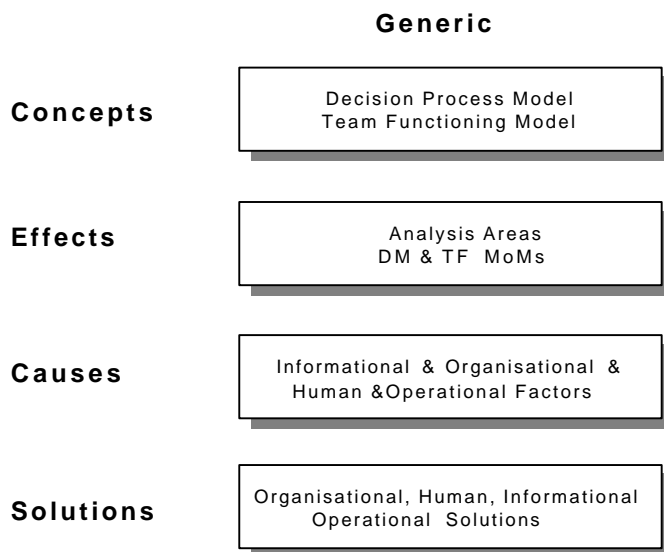 Generic
Concepts
Decision Process Model
Team Functioning Model
Effects
Analysis Areas
DM & TF MoMs
Causes
Informational & Organisational &
Human &Operational Factors
Solutions
Organisational, Human, Informational
Operational Solutions